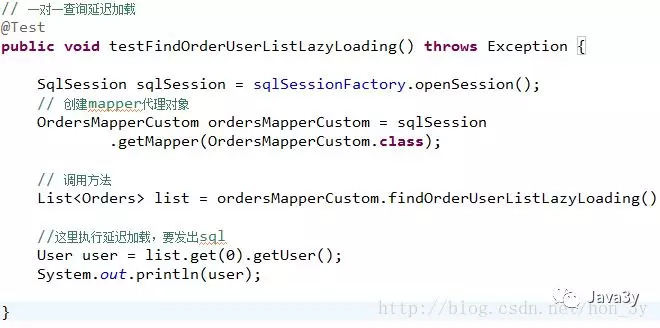 // 一对一查询延迟加载
@Test
public void testFindOrderUserListLazyLoading() throws Exception {
SqlSession sqlSession = sqlSessionFactory.openSession();
// 创建mapper代理对象
OrdersMapperCustom ordersMapperCustom = sqlSession
.getMapper(OrdersMapperCustom.class);
// 调用方法
List<Orders> list = ordersMapperCustom.findOrderUserListLazyLoading()
//这里执行延迟加载，要发出sql
User user = list.get(0).getUser();
System.out.println(user);
Java3y
http://blog.csdn.net/hon_3y
}